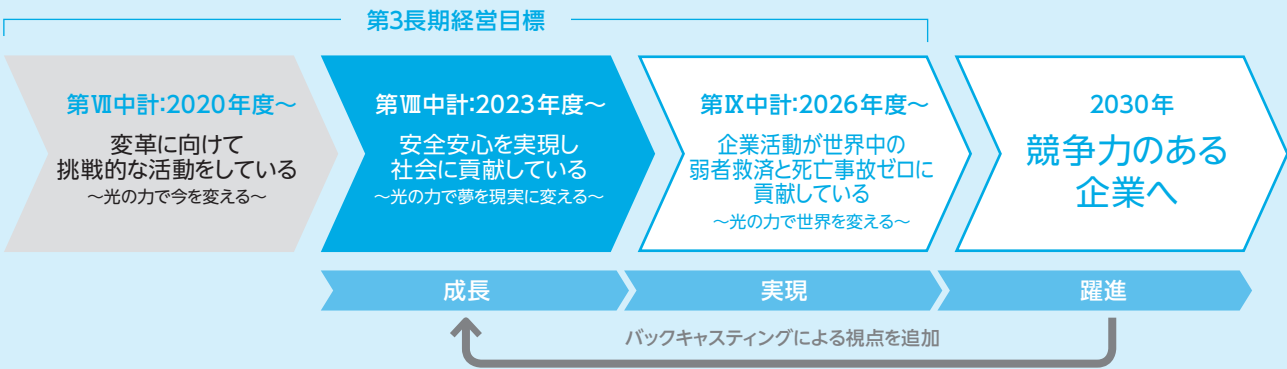 第3長期経営目標
第Ⅶ中計:2020年度～
変革に向けて
挑戦的な活動をしている
～光の力で今を変える～
第Ⅷ中計:2023年度～
安全安心を実現し
社会に貢献している
～光の力で夢を現実に変える～
第Ⅸ中計:2026年度～
企業活動が世界中の
弱者救済と死亡事故ゼロに
貢献している
～光の力で世界を変える～
2030年
競争力のある
企業へ
成長
実現
躍進
バックキャスティングによる視点を追加